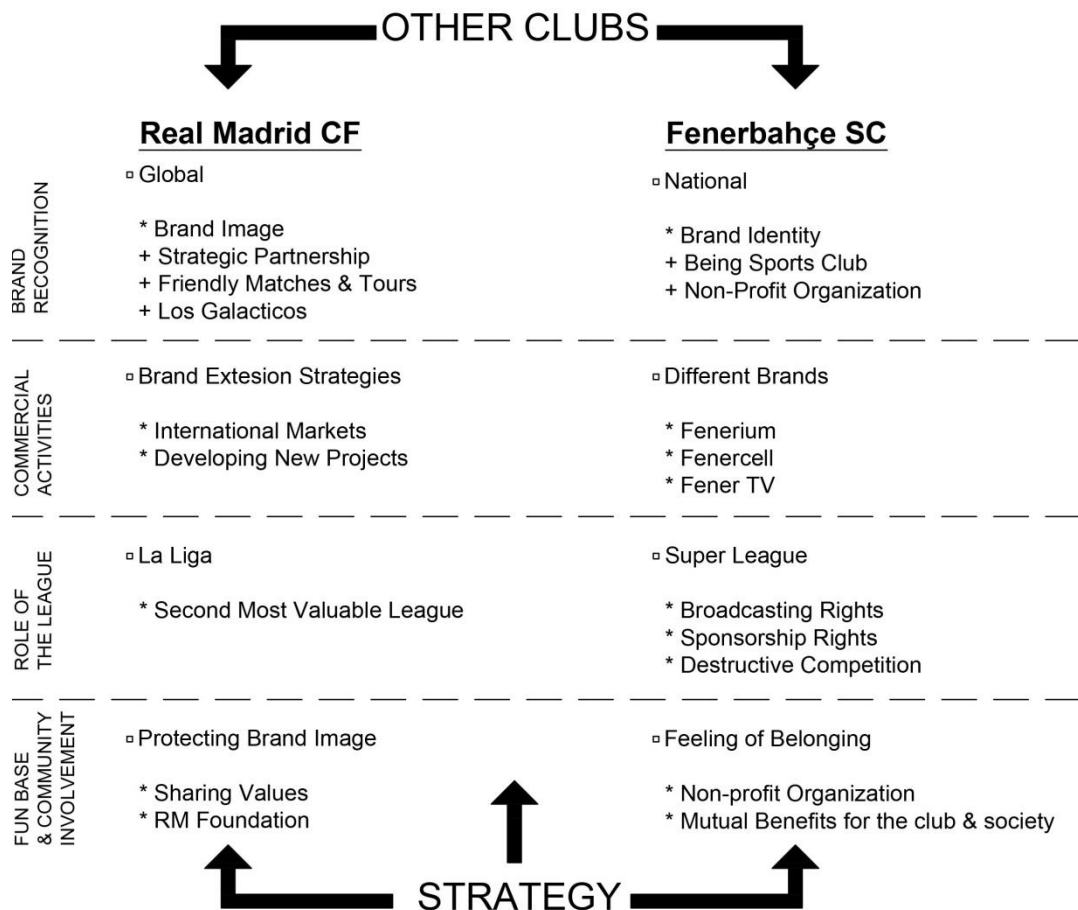 OTHER CLUBS
Real Madrid CF
Fenerbahçe SC
BRAND
RECOGNITION
▫ Global
* Brand Image
+ Strategic Partnership
+ Friendly Matches & Tours
+ Los Galacticos
▫ National
* Brand Identity
+ Being Sports Club
+ Non-Profit Organization
COMMERCIAL
ACTIVITIES
▫ Brand Extesion Strategies
* International Markets
* Developing New Projects
▫ Different Brands
* Fenerium
* Fenercell
* Fener TV
ROLE OF
THE LEAGUE
▫ La Liga
* Second Most Valuable League
▫ Super League
* Broadcasting Rights
* Sponsorship Rights
* Destructive Competition
FUN BASE
& COMMUNITY
INVOLVEMENT
▫ Protecting Brand Image
* Sharing Values
* RM Foundation
▫ Feeling of Belonging
* Non-profit Organization
* Mutual Benefits for the club & society
STRATEGY